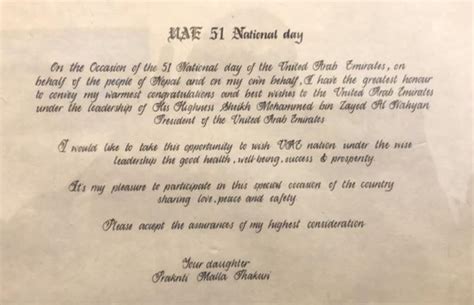 UAE 51 National day
On the Occasion of the 51 National day of the United Arab Emirates, on
behalf of the people of Nepal and on my own behalf, I have the greatest honour
to convey my warmest congratulations and best wishes to the United Arab Emirates
under the leadership of His Highness Sheikh Mohammed bin Zayed Al Nahyan
President of the United Arab Emirates
I would like to take this opportunity to wish UAE nation under the wise
leadership the good health, well-being, success & prosperity.
It's my pleasure to participate in this special occasion of the country
sharing love, peace and safety
Please accept the assurances of my highest consideration
Your daughter
Prakriti Malla Thakuri